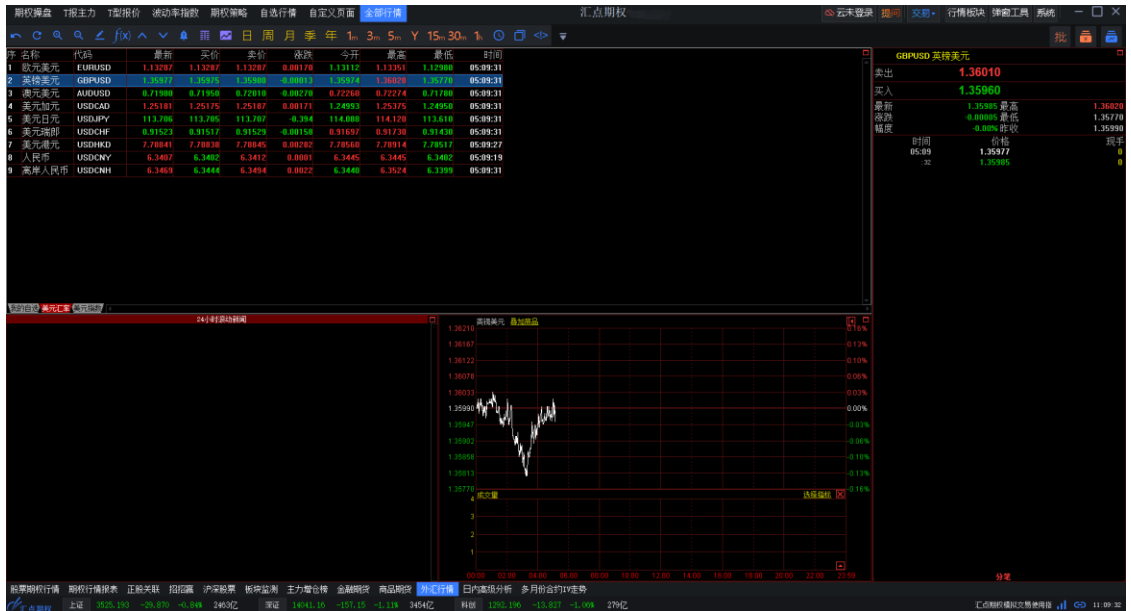 期权操盘 T报主力 T型报价 波动率指数 期权策略 自选行情 自定义页面 全部行情 汇点期权 云未登录 提问 交易 行情板块 弹窗工具 系统
f(x) 日 周 月 季 年 1m 3m 5m Y 15m 30m 1h 批
序 名称 代码 最新 买价 卖价 涨跌 今开 最高 最低 时间
1 欧元美元 EURUSD 1.13287 1.13287 1.13287 0.00170 1.13112 1.13351 1.12980 05:09:31
2 英镑美元 GBPUSD 1.35977 1.35975 1.35980 -0.00013 1.35974 1.36020 1.35770 05:09:31
3 澳元美元 AUDUSD 0.71980 0.71950 0.72010 -0.00270 0.72260 0.72274 0.71780 05:09:31
4 美元加元 USDCAD 1.25181 1.25175 1.25187 0.00171 1.24993 1.25375 1.24950 05:09:31
5 美元日元 USDJPY 113.706 113.705 113.707 -0.394 114.080 114.120 113.610 05:09:31
6 美元瑞郎 USDCHF 0.91523 0.91517 0.91529 -0.00158 0.91697 0.91730 0.91430 05:09:31
7 美元港元 USDHKD 7.78841 7.78838 7.78845 0.00282 7.78560 7.78914 7.78517 05:09:27
8 人民币 USDCNY 6.3407 6.3402 6.3412 0.0001 6.3445 6.3445 6.3402 05:09:19
9 离岸人民币 USDCNH 6.3469 6.3444 6.3494 0.0022 6.3440 6.3524 6.3399 05:09:31
GBPUSD 英镑美元
卖出 1.36010
买入 1.35960
最新 1.35985 最高 1.36020
涨跌 -0.00005 最低 1.35770
幅度 -0.00% 昨收 1.35990
时间 价格 现手
05:09 1.35977 0
:32 1.35985 0
我的自选 美元汇率 美元指数
24小时滚动新闻
英镑美元 叠加商品
1.36210 0.16%
1.36167 0.13%
1.36122 0.10%
1.36078 0.06%
1.36033 0.03%
1.35990 0.00%
1.35947 -0.03%
1.35902 -0.06%
1.35858 -0.10%
1.35813 -0.13%
1.35770 -0.16%
成交量 选择指标
4
3
2
1
00:00 02:00 04:00 06:00 08:00 10:00 12:00 14:00 16:00 18:00 20:00 22:00 23:59
分笔
股票期权行情 期权行情报表 正股关联 招招赢 沪深股票 板块监测 主力增仓榜 金融期货 商品期货 外汇行情 日内高级分析 多月份合约IV走势
汇点期权 上证 3525.193 -29.870 -0.84% 2463亿 深证 14041.16 -157.15 -1.11% 3454亿 科创 1292.196 -13.827 -1.06% 279亿 汇点期权模拟交易使用版 11:09:32